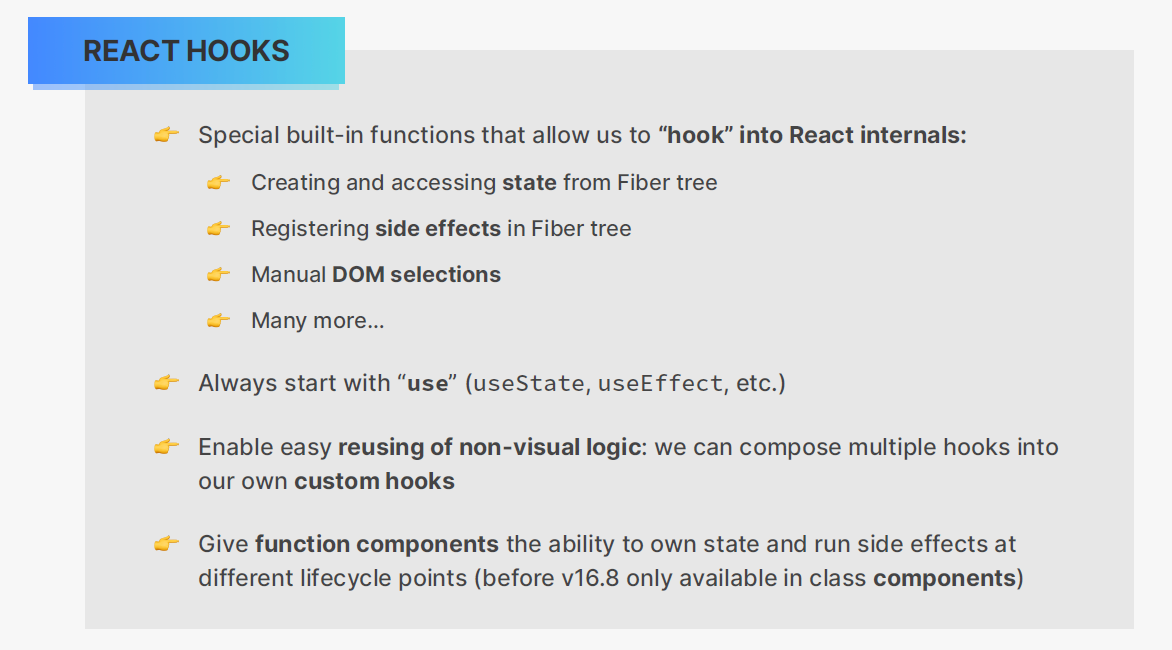 REACT HOOKS
👉 Special built-in functions that allow us to “hook” into React internals:
👉 Creating and accessing state from Fiber tree
👉 Registering side effects in Fiber tree
👉 Manual DOM selections
👉 Many more…
👉 Always start with “use” (useState, useEffect, etc.)
👉 Enable easy reusing of non-visual logic: we can compose multiple hooks into
our own custom hooks
👉 Give function components the ability to own state and run side effects at
different lifecycle points (before v16.8 only available in class components)